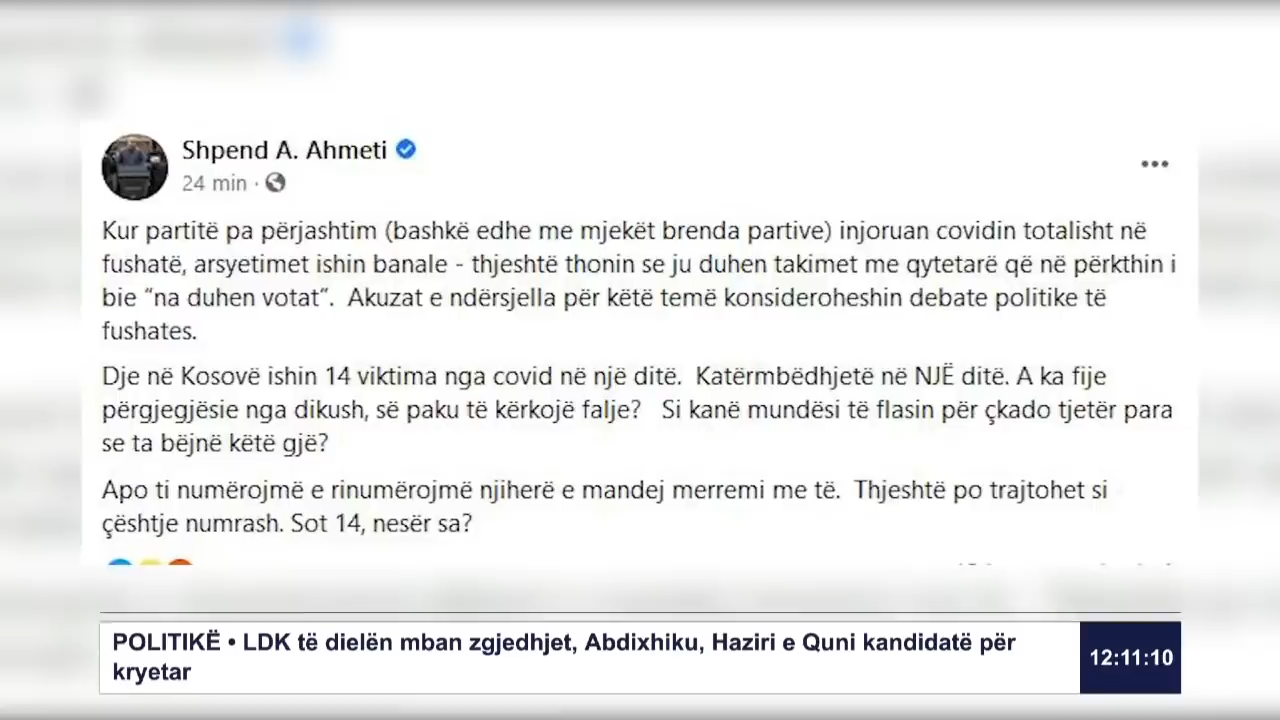 Shpend A. Ahmeti
24 min ·
Kur partitë pa përjashtim (bashkë edhe me mjekët brenda partive) injoruan covidin totalisht në
fushatë, arsyetimet ishin banale - thjeshtë thonin se ju duhen takimet me qytetarë që në përkthin i
bie “na duhen votat”. Akuzat e ndërsjella për këtë temë konsideroheshin debate politike të
fushates.
Dje në Kosovë ishin 14 viktima nga covid në një ditë. Katërmbëdhjetë në NJË ditë. A ka fije
përgjegjësie nga dikush, së paku të kërkojë falje? Si kanë mundësi të flasin për çkado tjetër para
se ta bëjnë këtë gjë?
Apo ti numërojmë e rinumërojmë njiherë e mandej merremi me të. Thjeshtë po trajtohet si
çështje numrash. Sot 14, nesër sa?
POLITIKË • LDK të dielën mban zgjedhjet, Abdixhiku, Haziri e Quni kandidatë për
kryetar
12:11:10